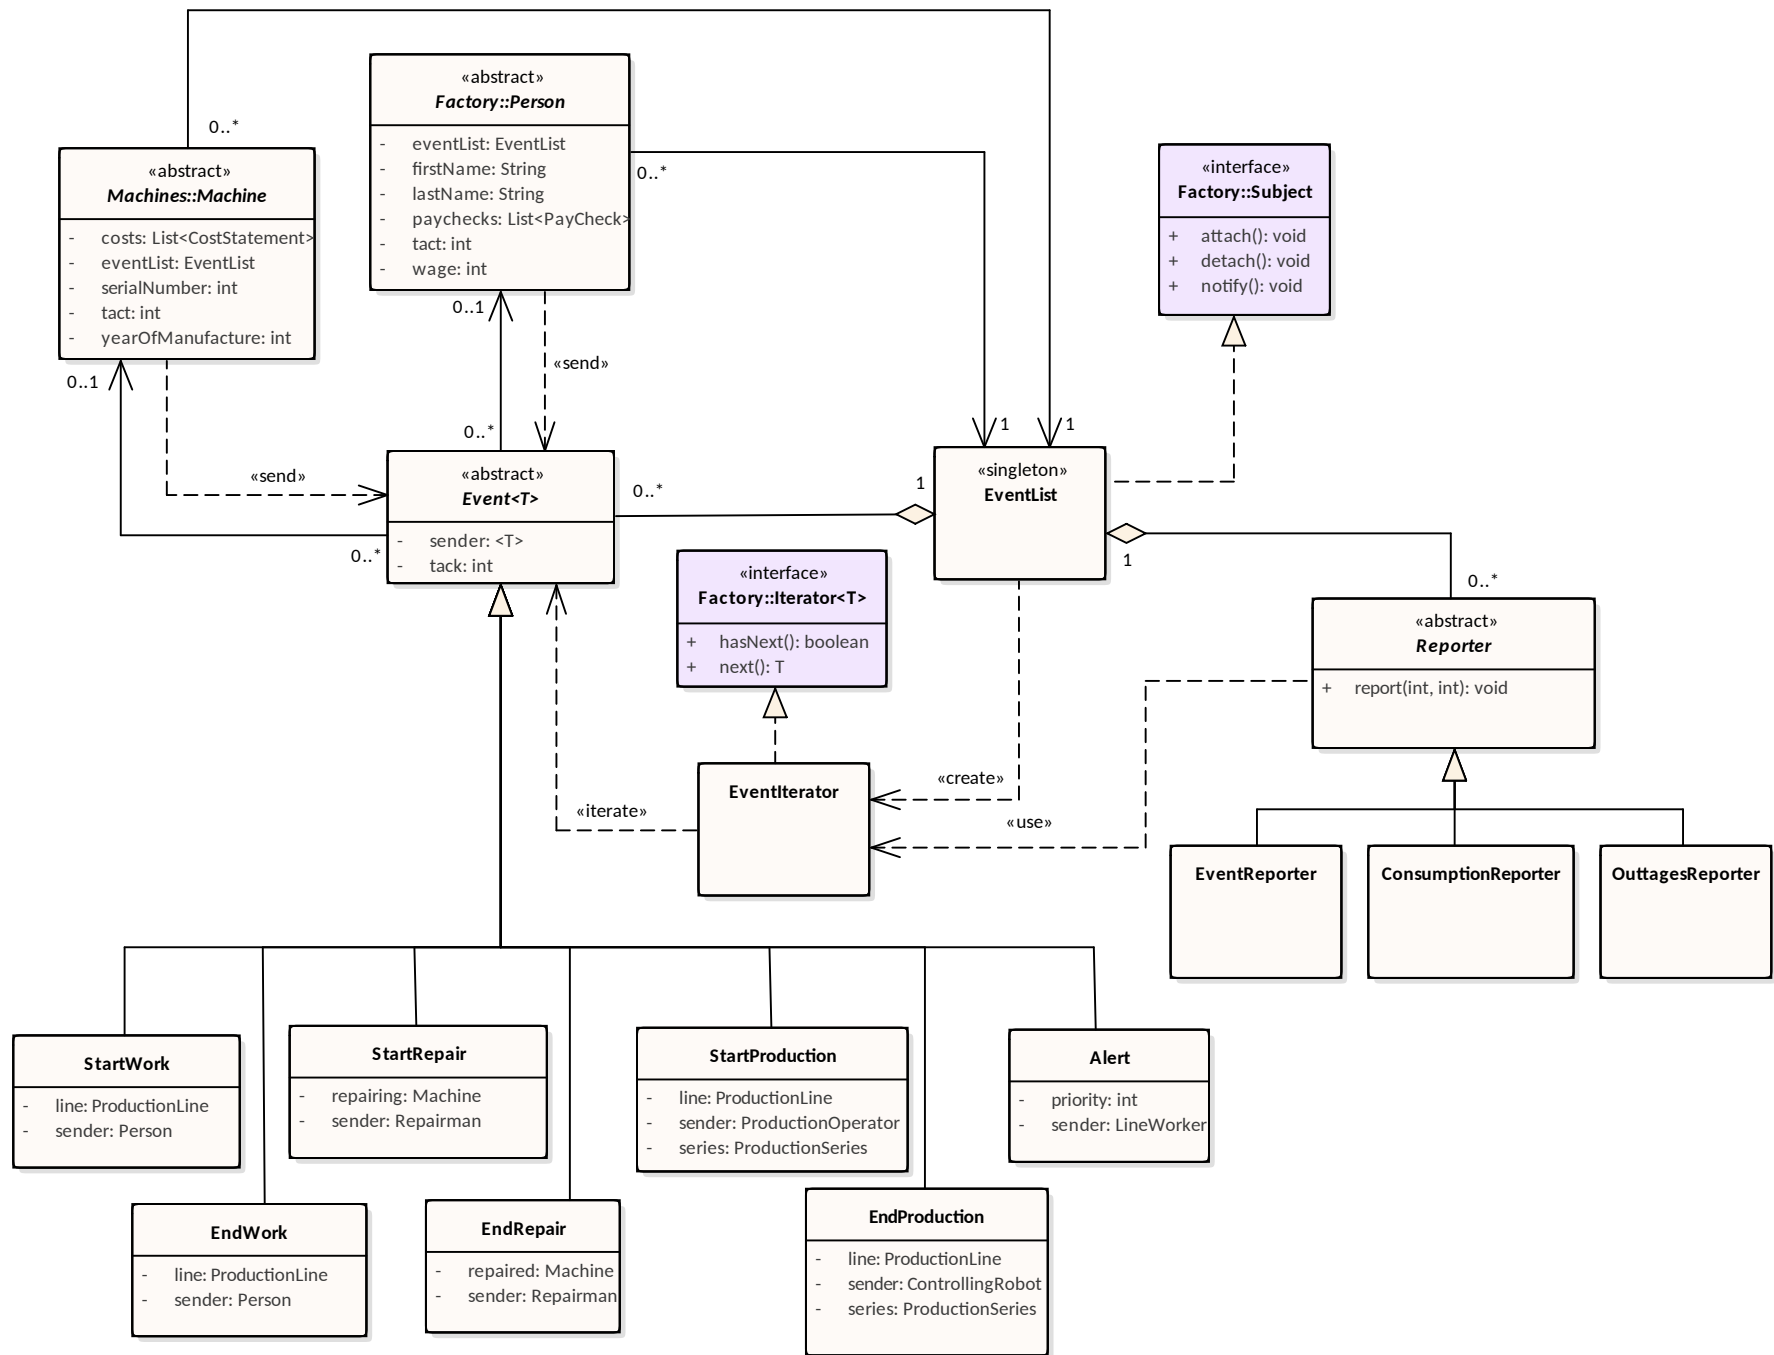 «abstract»
Factory::Person
- eventList: EventList
- firstName: String
- lastName: String
- paychecks: List<PayCheck>
- tact: int
- wage: int
0..*
«abstract»
Machines::Machine
- costs: List<CostStatement>
- eventList: EventList
- serialNumber: int
- tact: int
- yearOfManufacture: int
0..*
«interface»
Factory::Subject
+ attach(): void
+ detach(): void
+ notify(): void
0..1
«send»
0..1
0..*
1
1
«send»
«abstract»
Event<T>
- sender: <T>
- tack: int
0..*
0..*
1
«singleton»
EventList
1
0..*
«interface»
Factory::Iterator<T>
+ hasNext(): boolean
+ next(): T
«abstract»
Reporter
+ report(int, int): void
EventIterator
«create»
«iterate»
«use»
EventReporter
ConsumptionReporter
OuttagesReporter
StartWork
- line: ProductionLine
- sender: Person
StartRepair
- repairing: Machine
- sender: Repairman
StartProduction
- line: ProductionLine
- sender: ProductionOperator
- series: ProductionSeries
Alert
- priority: int
- sender: LineWorker
EndWork
- line: ProductionLine
- sender: Person
EndRepair
- repaired: Machine
- sender: Repairman
EndProduction
- line: ProductionLine
- sender: ControllingRobot
- series: ProductionSeries